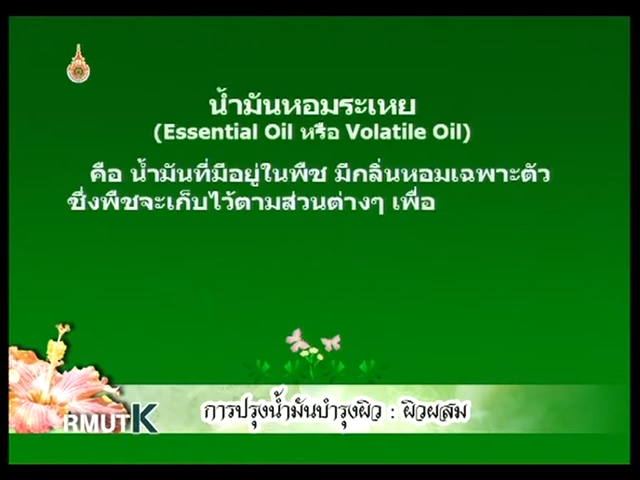 น้ำมันหอมระเหย
(Essential Oil หรือ Volatile Oil)
คือ น้ำมันที่มีอยู่ในพืช มีกลิ่นหอมเฉพาะตัว
ซึ่งพืชจะเก็บไว้ตามส่วนต่างๆ เพื่อ
RMUTK
การปรุงน้ำมันบำรุงผิว : ผิวผสม